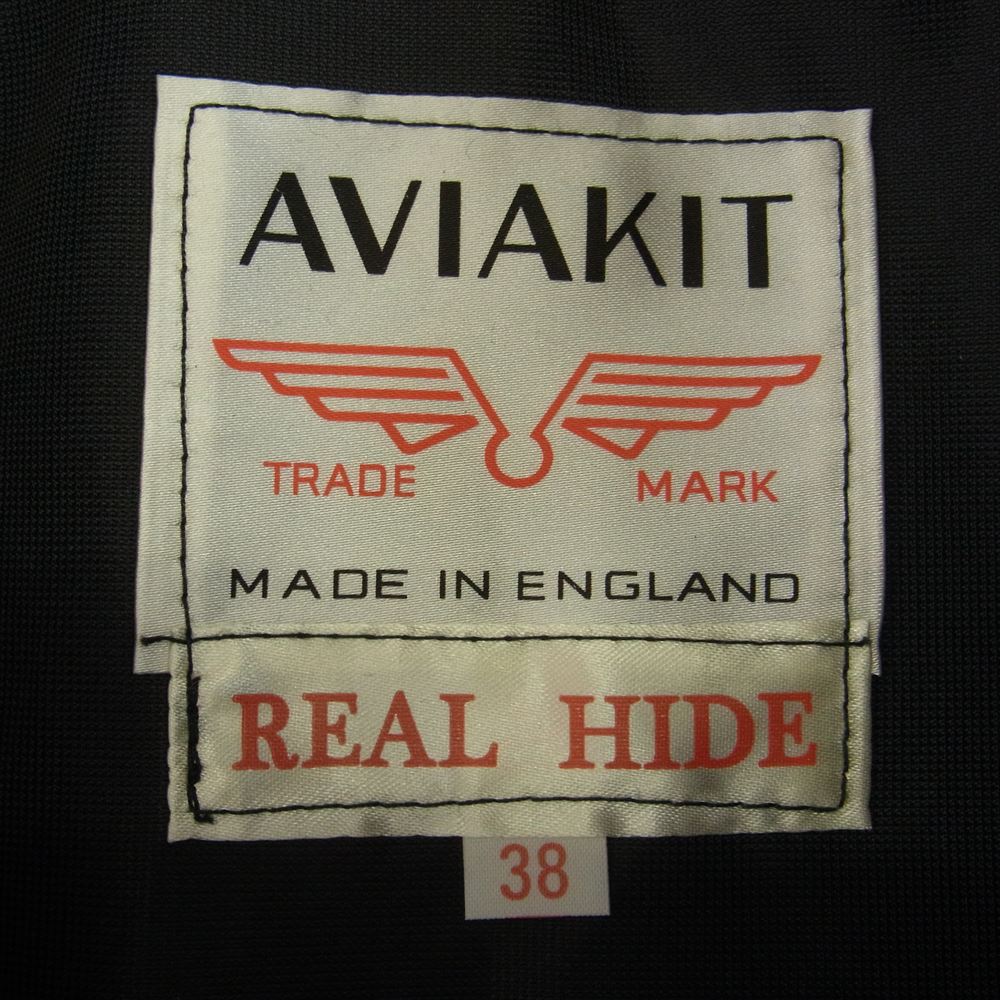 AVIAKIT
TRADE MARK
MADE IN ENGLAND
REAL HIDE
38